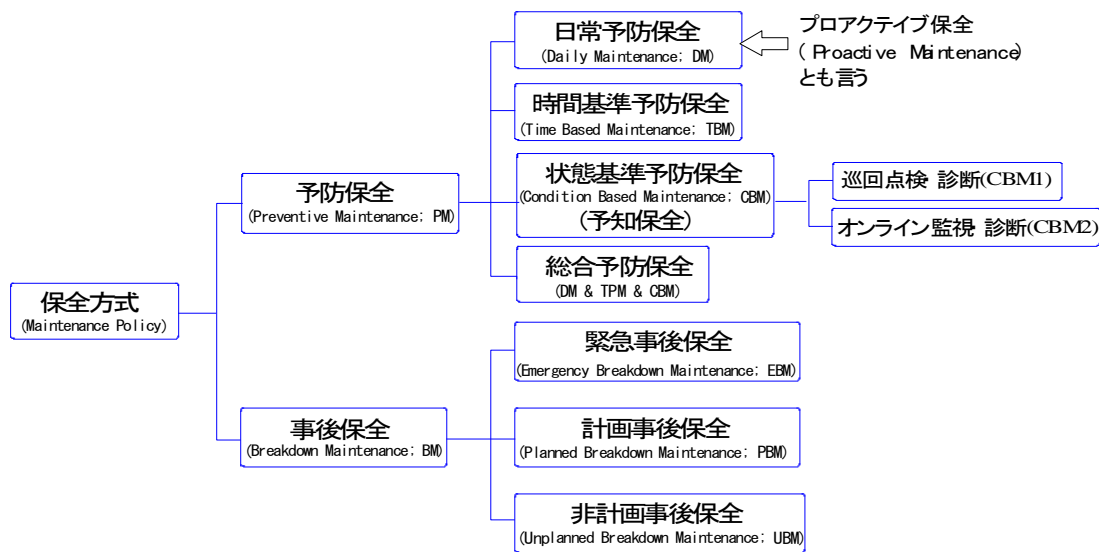 日常予防保全
(Daily Maintenance; DM)
プロアクテイブ保全
( Proactive Maintenance)
とも言う
時間基準予防保全
(Time Based Maintenance; TBM)
状態基準予防保全
(Condition Based Maintenance; CBM)
(予知保全)
巡回点検・診断(CBM1)
オンライン監視・診断(CBM2)
予防保全
(Preventive Maintenance; PM)
総合予防保全
(DM & TPM & CBM)
保全方式
(Maintenance Policy)
緊急事後保全
(Emergency Breakdown Maintenance; EBM)
事後保全
(Breakdown Maintenance; BM)
計画事後保全
(Planned Breakdown Maintenance; PBM)
非計画事後保全
(Unplanned Breakdown Maintenance; UBM)